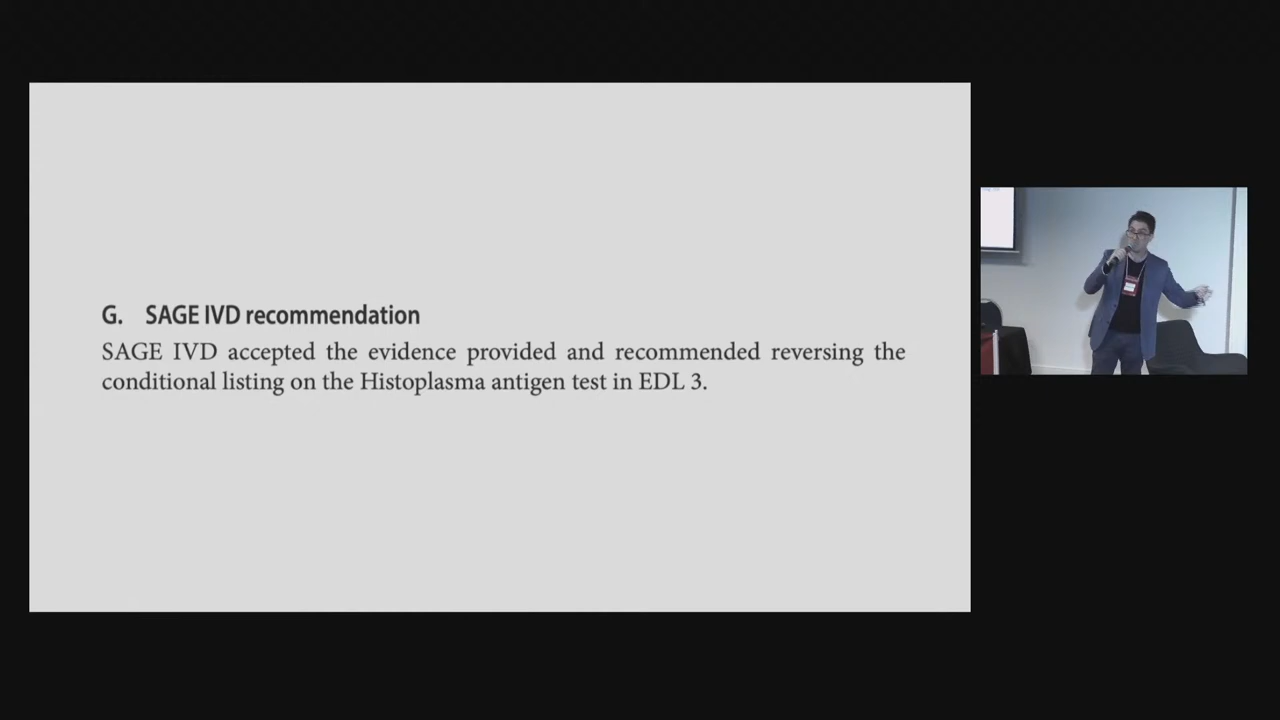 G. SAGE IVD recommendation
SAGE IVD accepted the evidence provided and recommended reversing the
conditional listing on the Histoplasma antigen test in EDL 3.